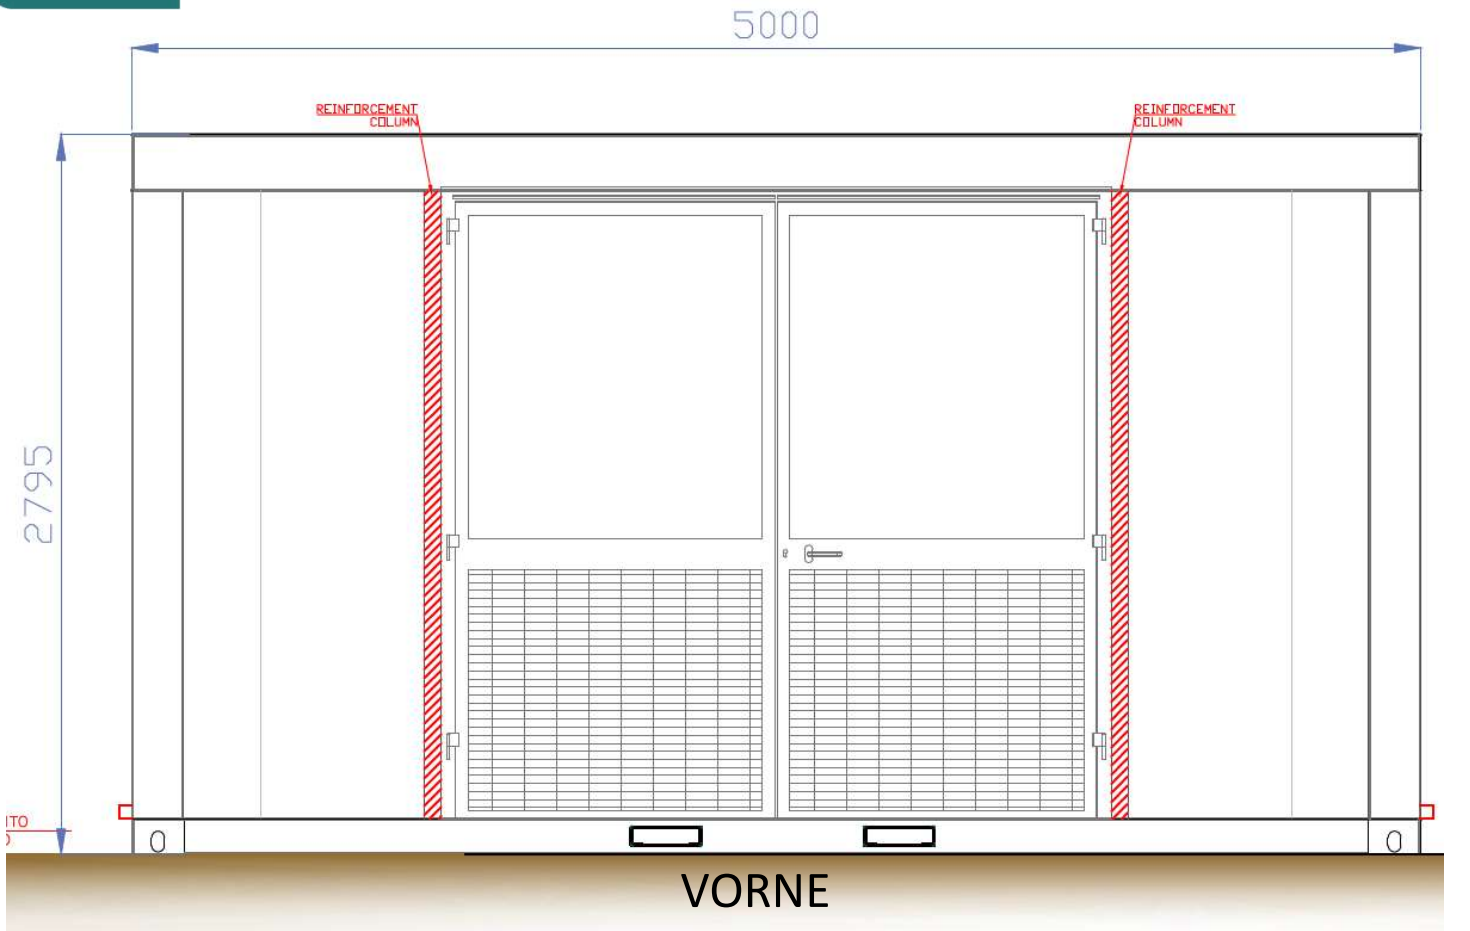 5000
REINFORCEMENT
COLUMN
REINFORCEMENT
COLUMN
2795
VORNE